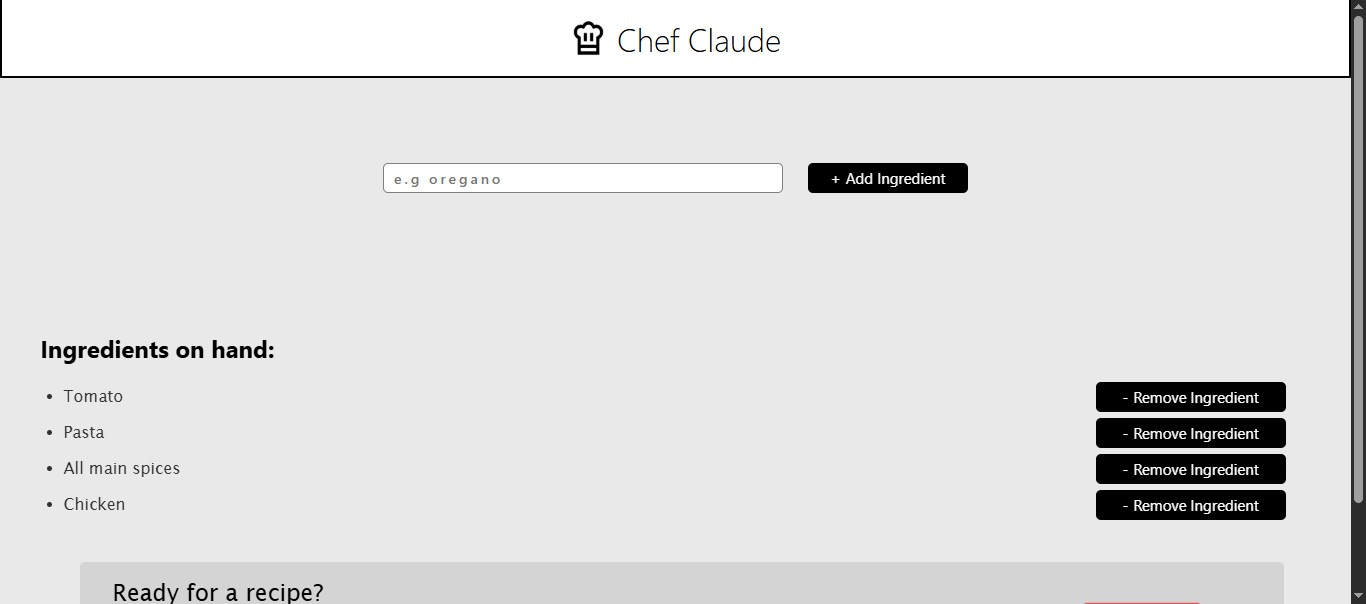 Chef Claude
e.g oregano
+ Add Ingredient
Ingredients on hand:
• Tomato
- Remove Ingredient
• Pasta
- Remove Ingredient
• All main spices
- Remove Ingredient
• Chicken
- Remove Ingredient
Ready for a recipe?